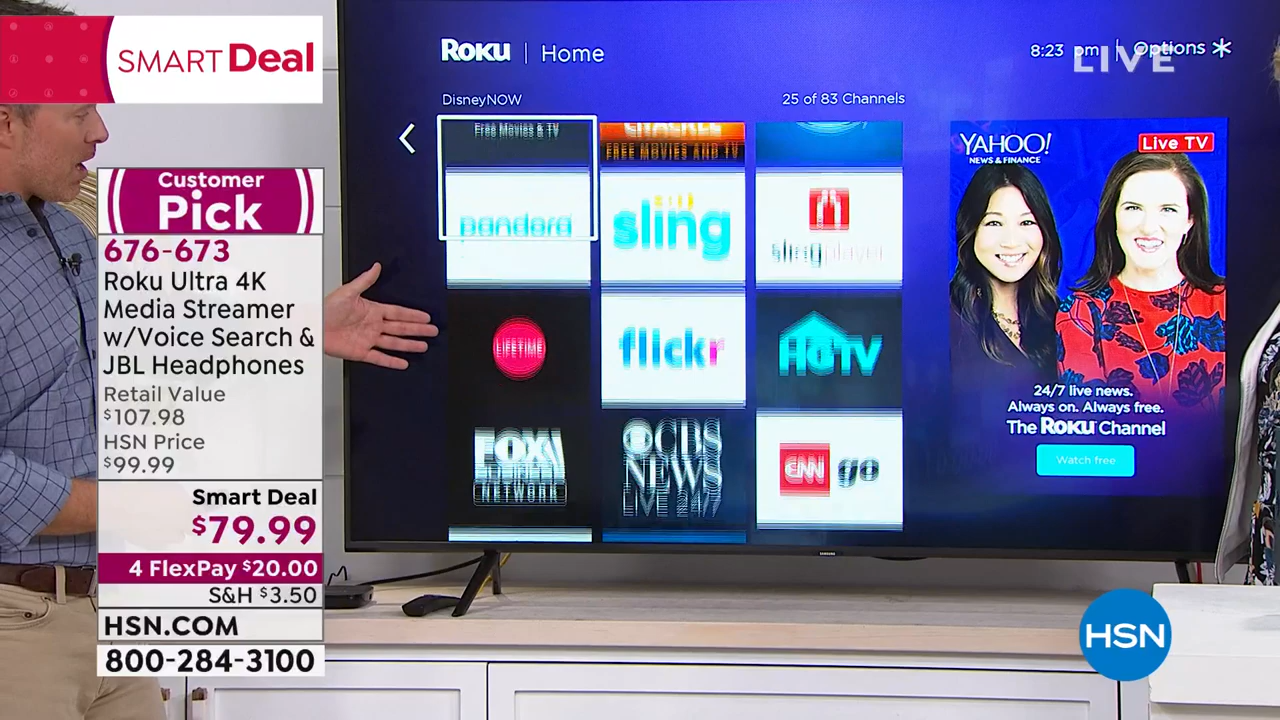 SMART Deal
Customer
Pick
676-673
Roku Ultra 4K
Media Streamer
w/Voice Search &
JBL Headphones
Retail Value
$107.98
HSN Price
$99.99
Smart Deal
$79.99
4 FlexPay $20.00
S&H $3.50
HSN.COM
800-284-3100
Roku | Home
8:23 pm | Options
LIVE
DisneyNOW
25 of 83 Channels
Free Movies & TV
CRACKLE
FREE MOVIES AND TV
pandora
sling
slingplayer
LIFETIME
flickr
HGTV
FOX
NETWORK
CBS
NEWS
LIVE 24/7
CNN go
YAHOO!
NEWS & FINANCE
Live TV
24/7 live news.
Always on. Always free.
The Roku Channel
Watch free
SAMSUNG
HSN